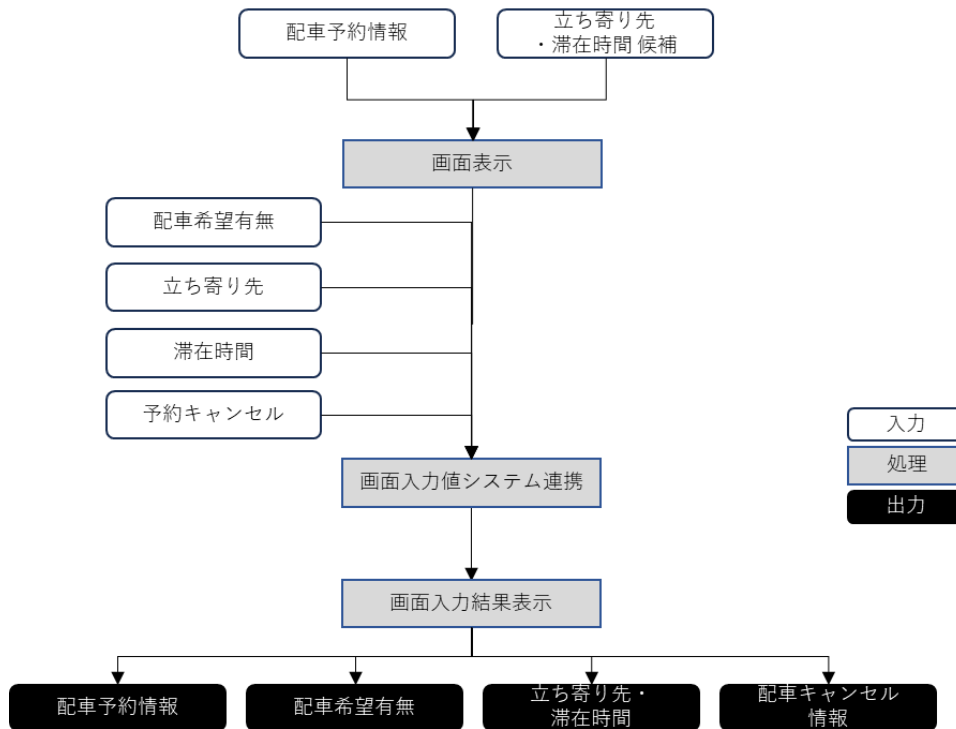 配車予約情報
立ち寄り先
・滞在時間 候補
画面表示
配車希望有無
立ち寄り先
滞在時間
予約キャンセル
入力
画面入力値システム連携
処理
出力
画面入力結果表示
配車予約情報
配車希望有無
立ち寄り先・
滞在時間
配車キャンセル
情報